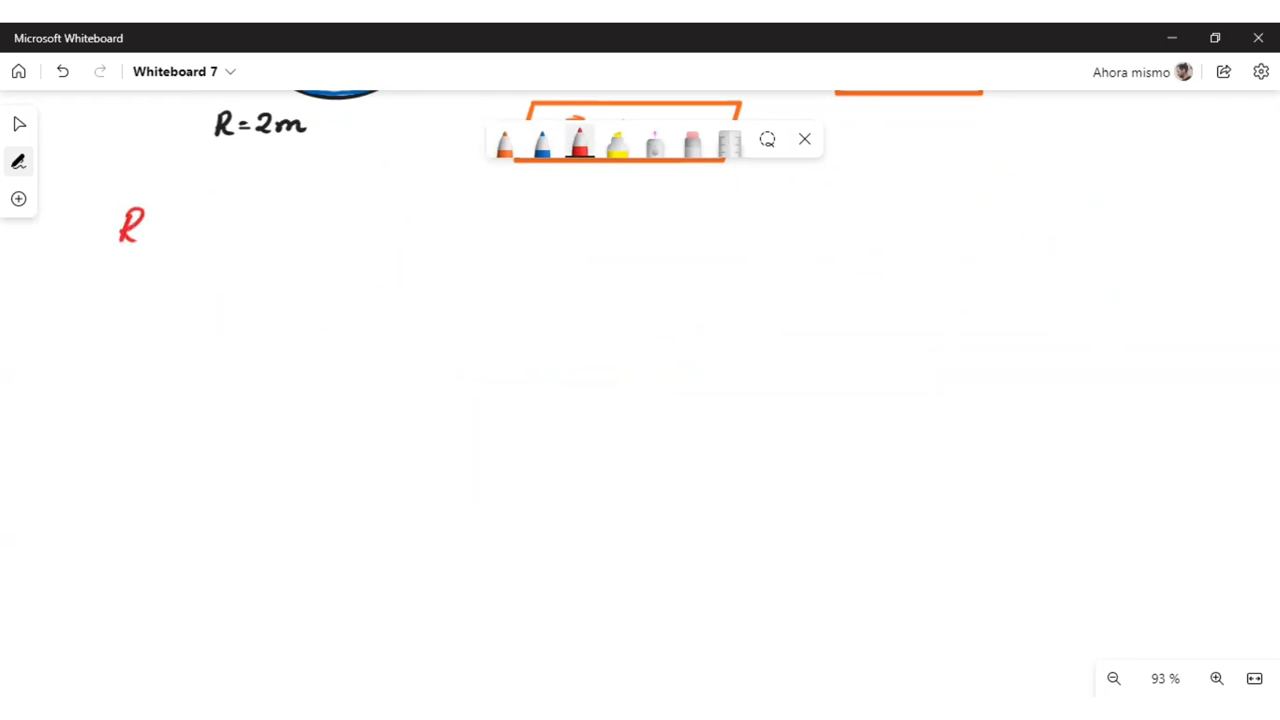 Microsoft Whiteboard
Whiteboard 7
Ahora mismo
R = 2m
R
93 %